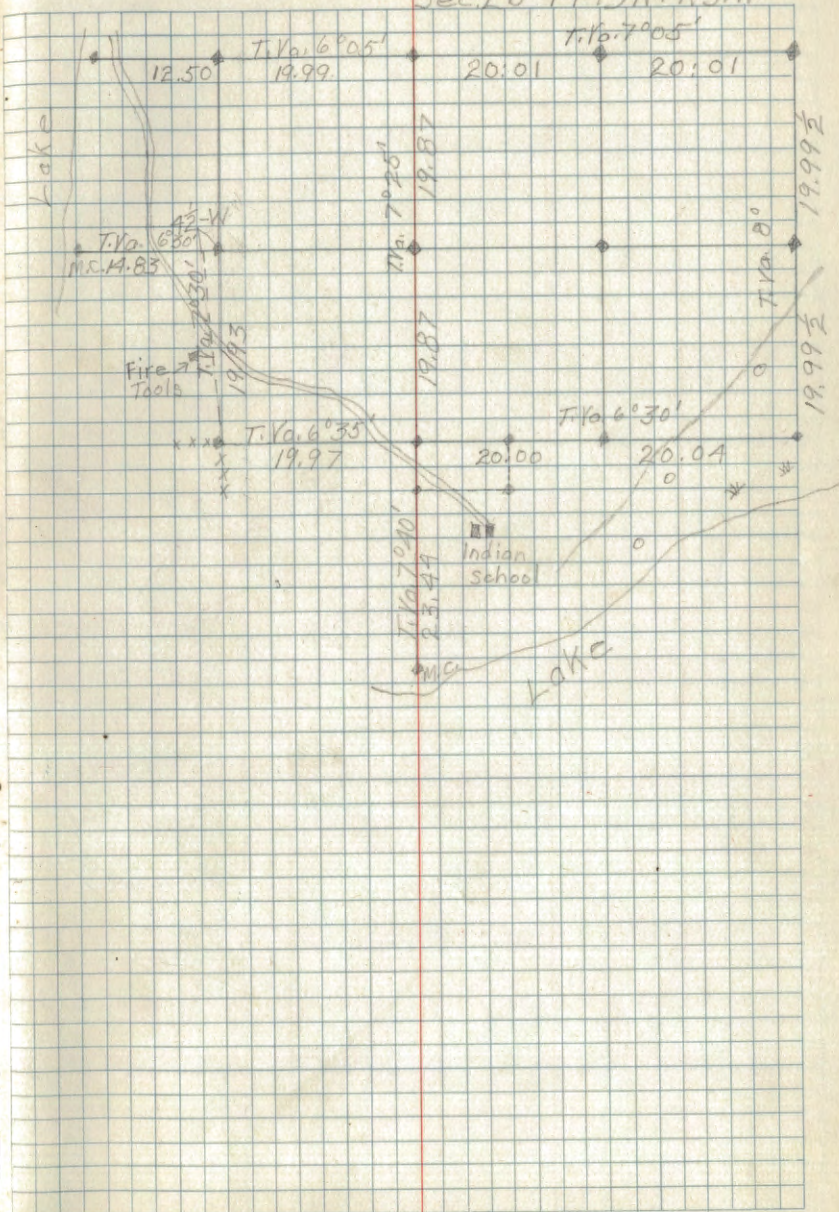 T.Va. 6°05'
T.Va. 7°05'
12.50
19.99
20:01
20:01
Lake
T.Va. 7°25'
19.87
19.99½
T.Va. 6°30'
M.C. 14.83
T.Va. 8°
T.Va. 7°30'
19.93
19.87
19.99½
Fire
Tools
T.Va. 6°35'
19.97
T.Va. 6°30'
20.00
20.04
x x x
x
x
x
Indian
School
T.Va. 7°40'
23.44
M.C.
Lake